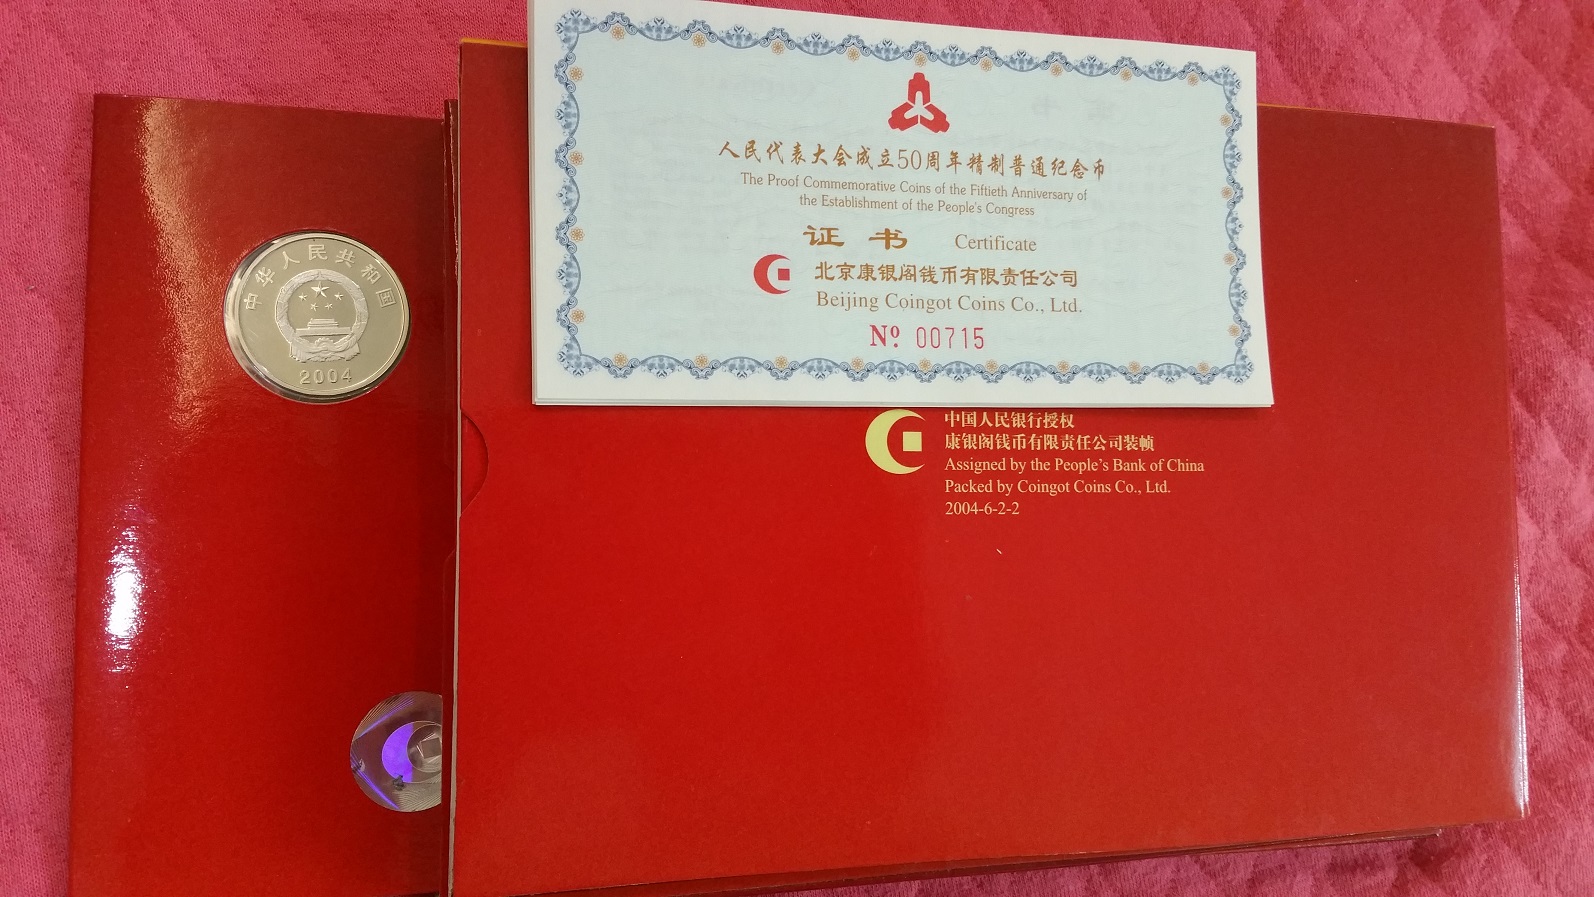 人民代表大会成立50周年精制普通纪念币
The Proof Commemorative Coins of the Fiftieth Anniversary of
the Establishment of the People's Congress
证书 Certificate
北京康银阁钱币有限责任公司
Beijing Coingot Coins Co., Ltd.
Nº. 00715
中国人民银行授权
康银阁钱币有限责任公司装帧
Assigned by the People's Bank of China
Packed by Coingot Coins Co., Ltd.
2004-6-2-2
中华人民共和国
2004